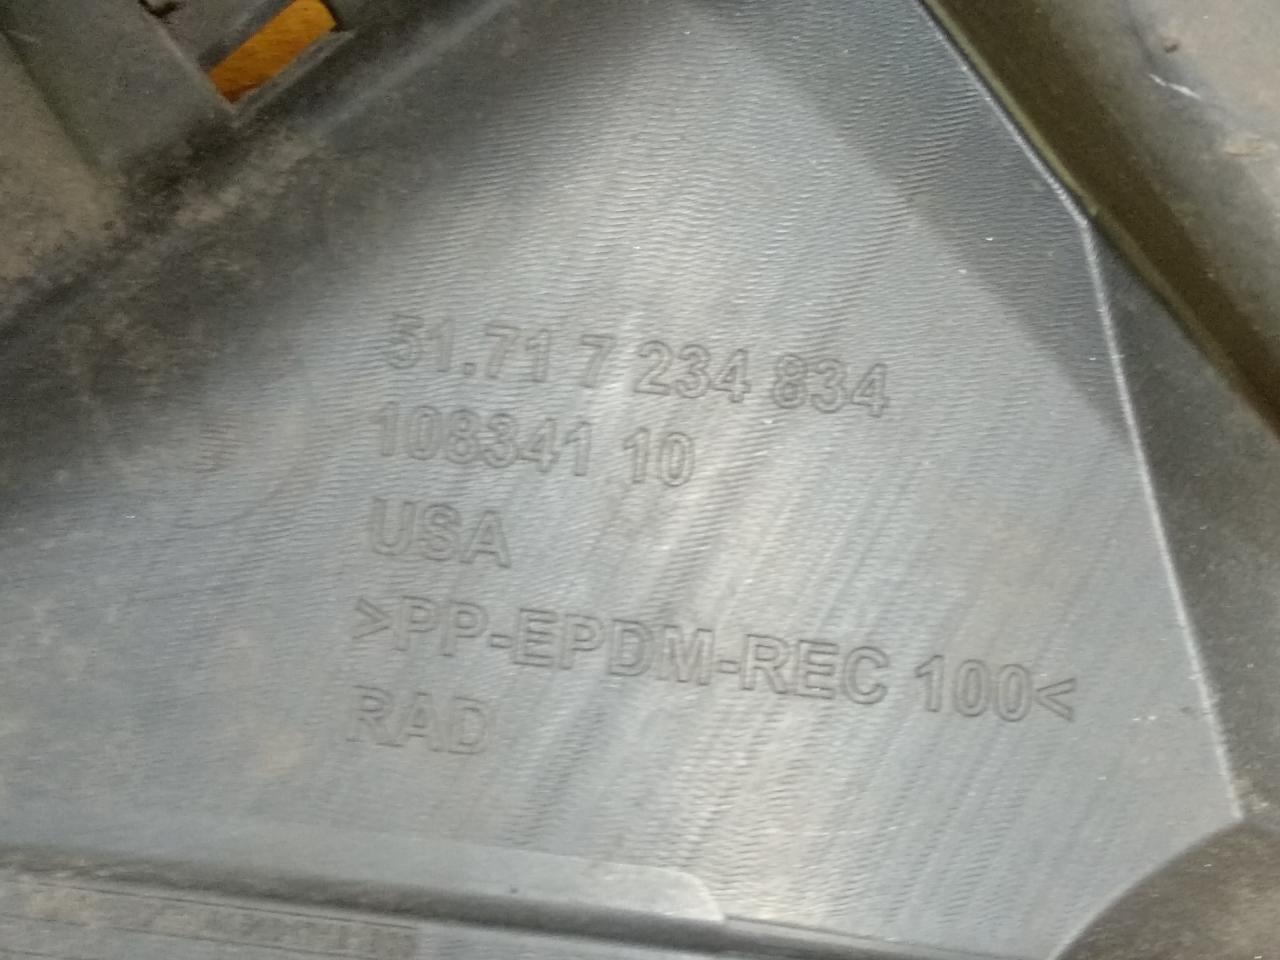 51.71 7 234 834
108341 10
USA
>PP-EPDM-REC 100<
RAD